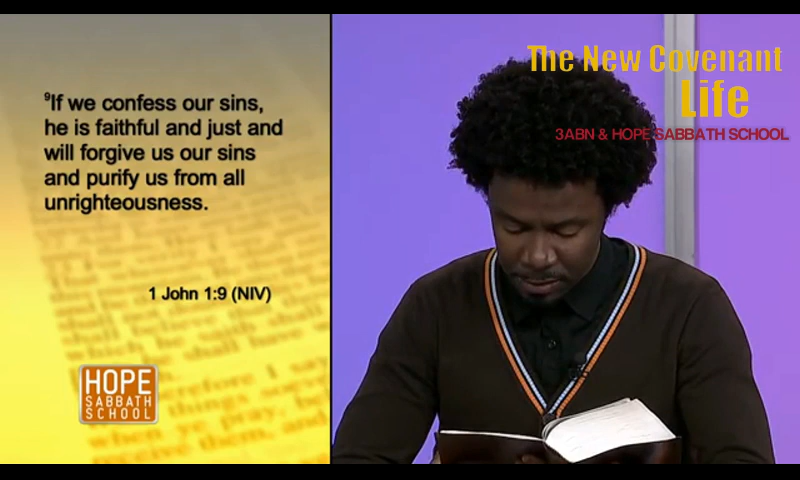 ⁹If we confess our sins,
he is faithful and just and
will forgive us our sins
and purify us from all
unrighteousness.
1 John 1:9 (NIV)
HOPE
SABBATH
SCHOOL
The New Covenant
Life
3ABN & HOPE SABBATH SCHOOL